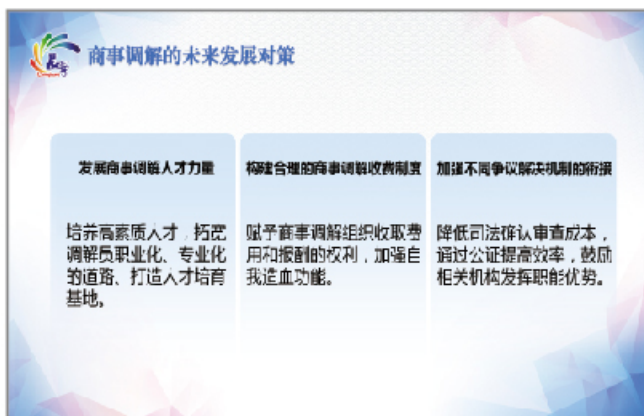 商事调解的未来发展对策
发展商事调解人才力量
培养高素质人才，拓宽
调解员职业化、专业化
的道路、打造人才培育
基地。
构建合理的商事调解收费制度
赋予商事调解组织收取费
用和报酬的权利，加强自
我造血功能。
加强不同争议解决机制的衔接
降低司法确认审查成本，
通过公证提高效率，鼓励
相关机构发挥职能优势。